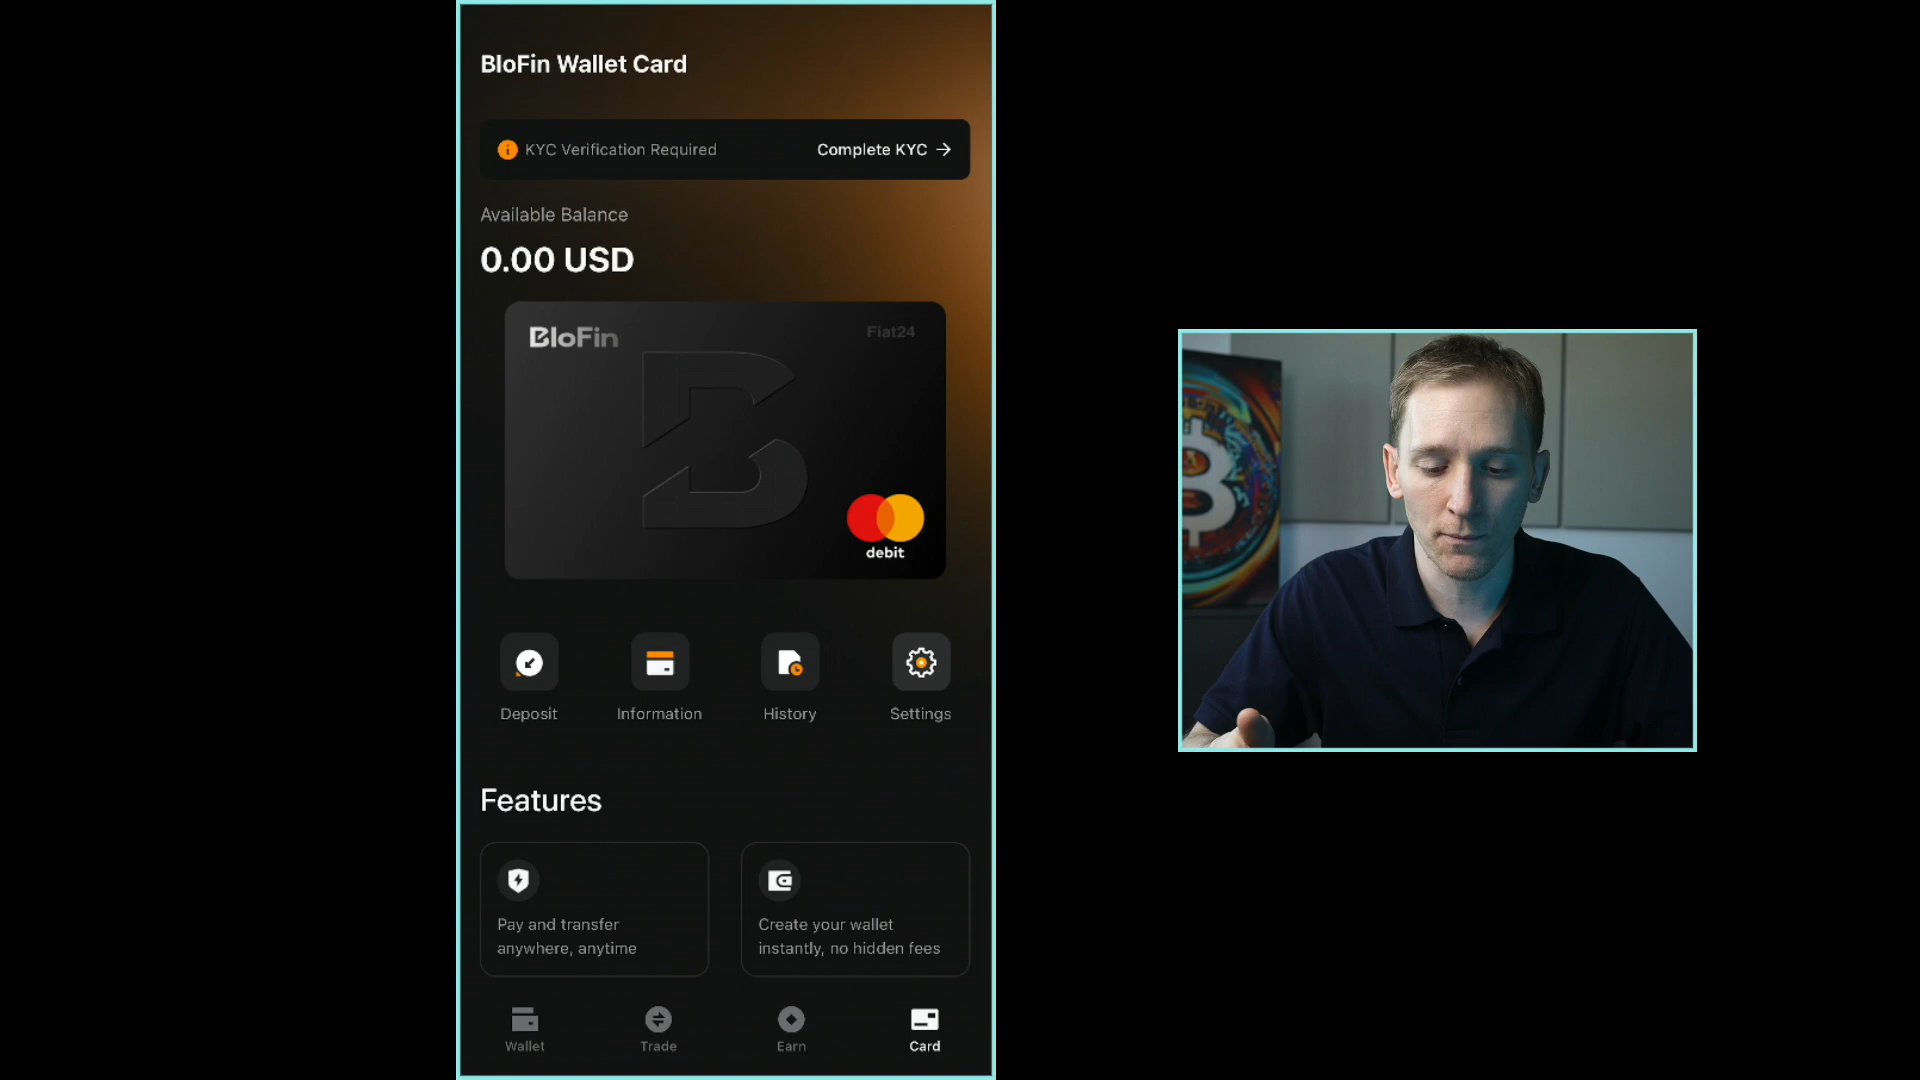 BloFin Wallet Card
KYC Verification Required
Complete KYC
Available Balance
0.00 USD
BloFin
Fiat24
debit
Deposit
Information
History
Settings
Features
Pay and transfer
anywhere, anytime
Create your wallet
instantly, no hidden fees
Wallet
Trade
Earn
Card